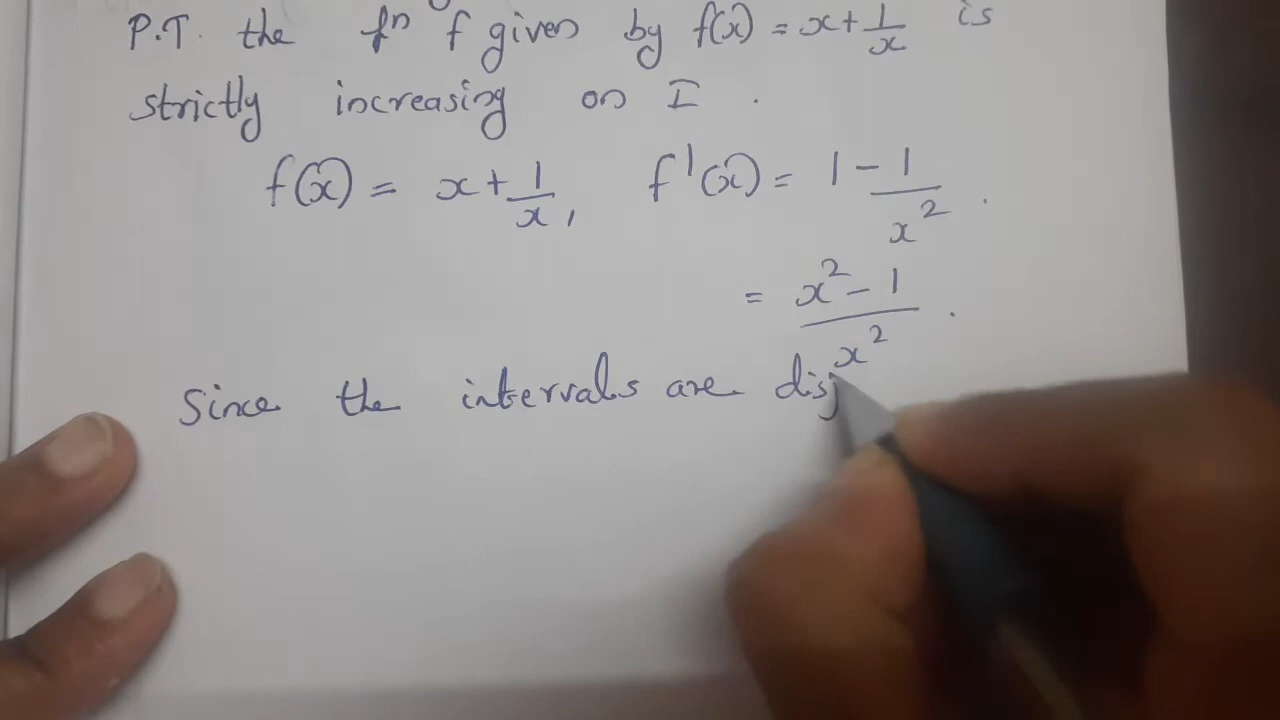 P.T. the fⁿ f given by f(x) = x + 1/x is
strictly increasing on I .
f(x) = x + 1/x , f'(x) = 1 - 1/x² .
= x² - 1 / x² .
Since the intervals are disj